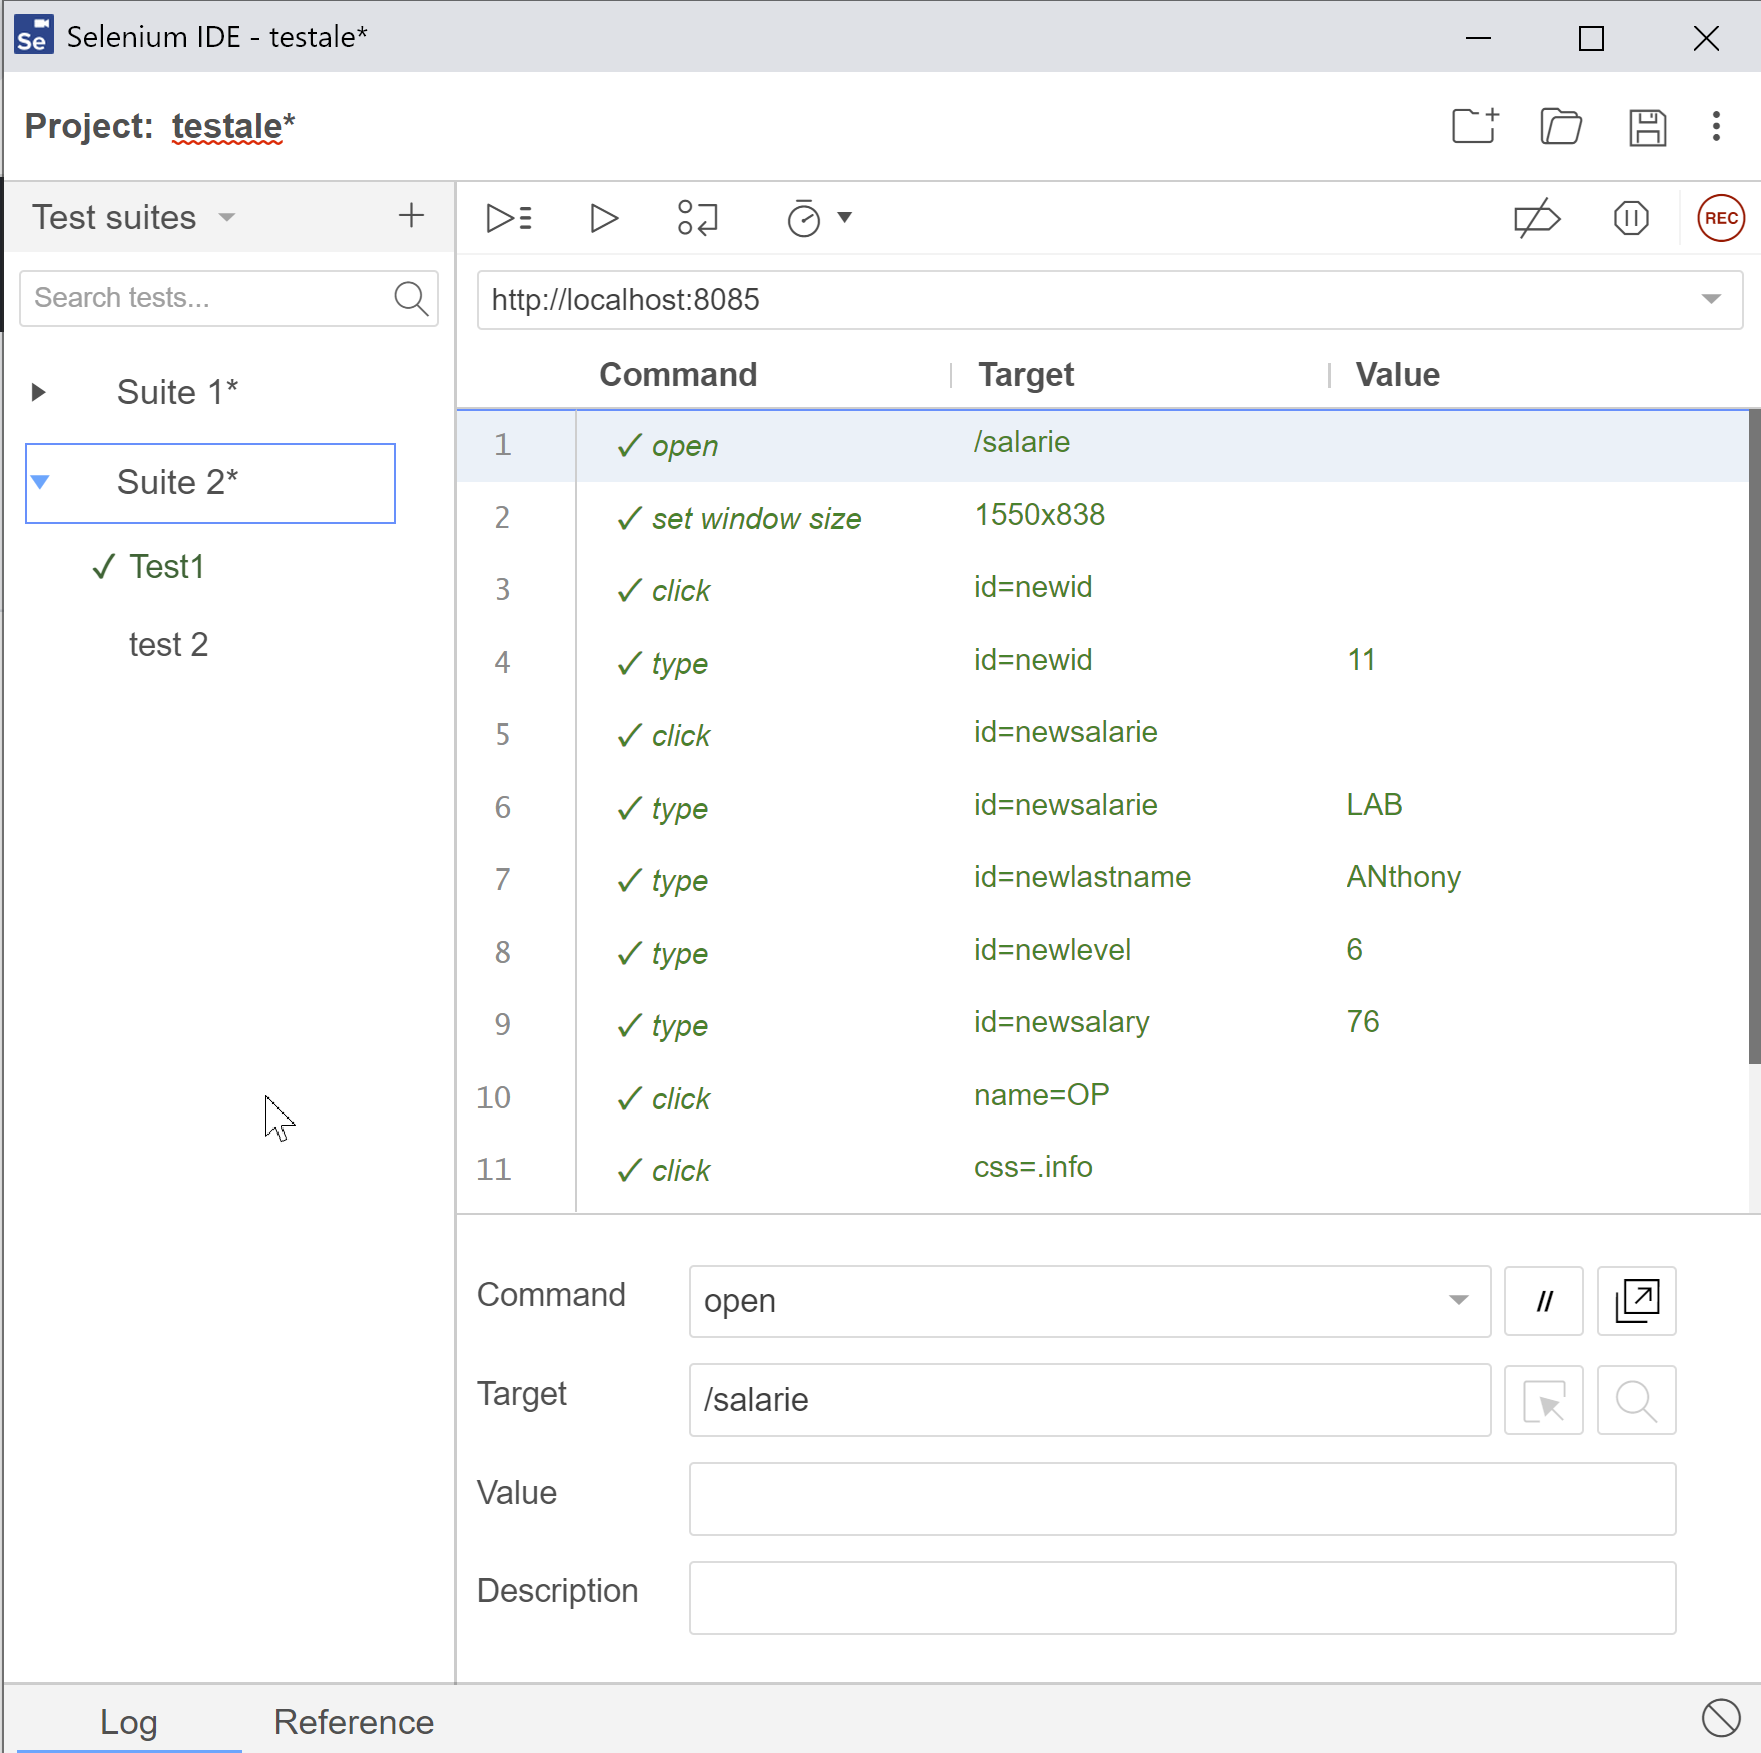 Se Selenium IDE - testale*
Project: testale*
Test suites
Search tests...
Suite 1*
Suite 2*
✓ Test1
test 2
REC
http://localhost:8085
Command Target Value
1 ✓ open /salarie
2 ✓ set window size 1550x838
3 ✓ click id=newid
4 ✓ type id=newid 11
5 ✓ click id=newsalarie
6 ✓ type id=newsalarie LAB
7 ✓ type id=newlastname ANthony
8 ✓ type id=newlevel 6
9 ✓ type id=newsalary 76
10 ✓ click name=OP
11 ✓ click css=.info
Command open //
Target /salarie
Value
Description
Log Reference